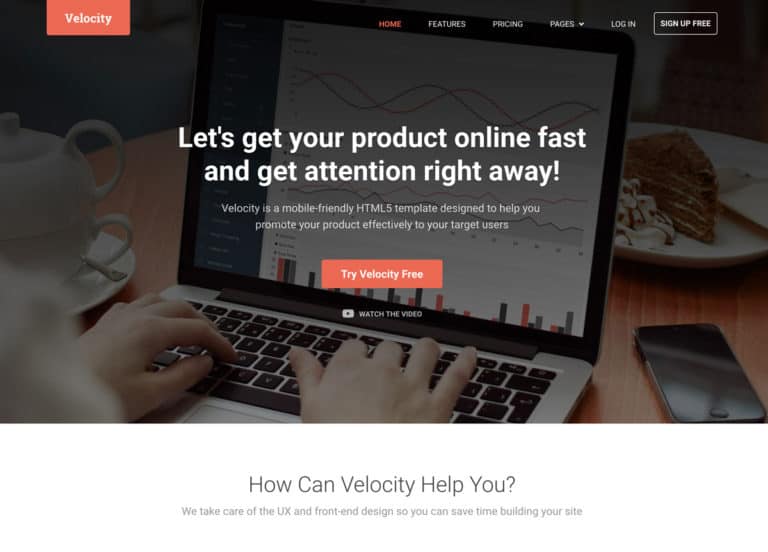 Velocity
HOME
FEATURES
PRICING
PAGES
LOG IN
SIGN UP FREE
Let's get your product online fast
and get attention right away!
Velocity is a mobile-friendly HTML5 template designed to help you
promote your product effectively to your target users
Try Velocity Free
WATCH THE VIDEO
How Can Velocity Help You?
We take care of the UX and front-end design so you can save time building your site